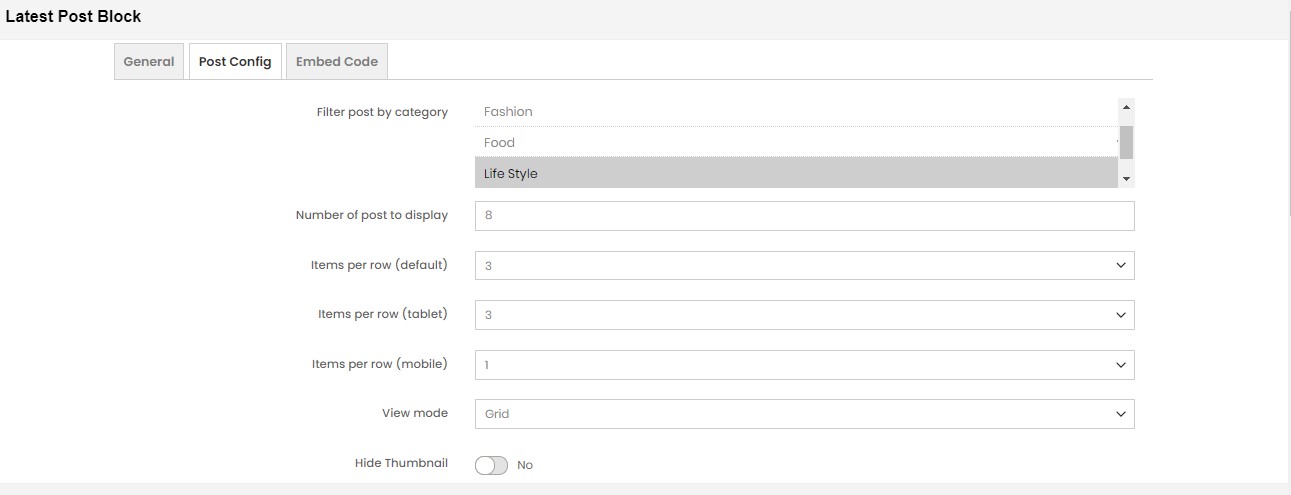 Latest Post Block
General Post Config Embed Code
Filter post by category Fashion
Food
Life Style
Number of post to display 8
Items per row (default) 3
Items per row (tablet) 3
Items per row (mobile) 1
View mode Grid
Hide Thumbnail No